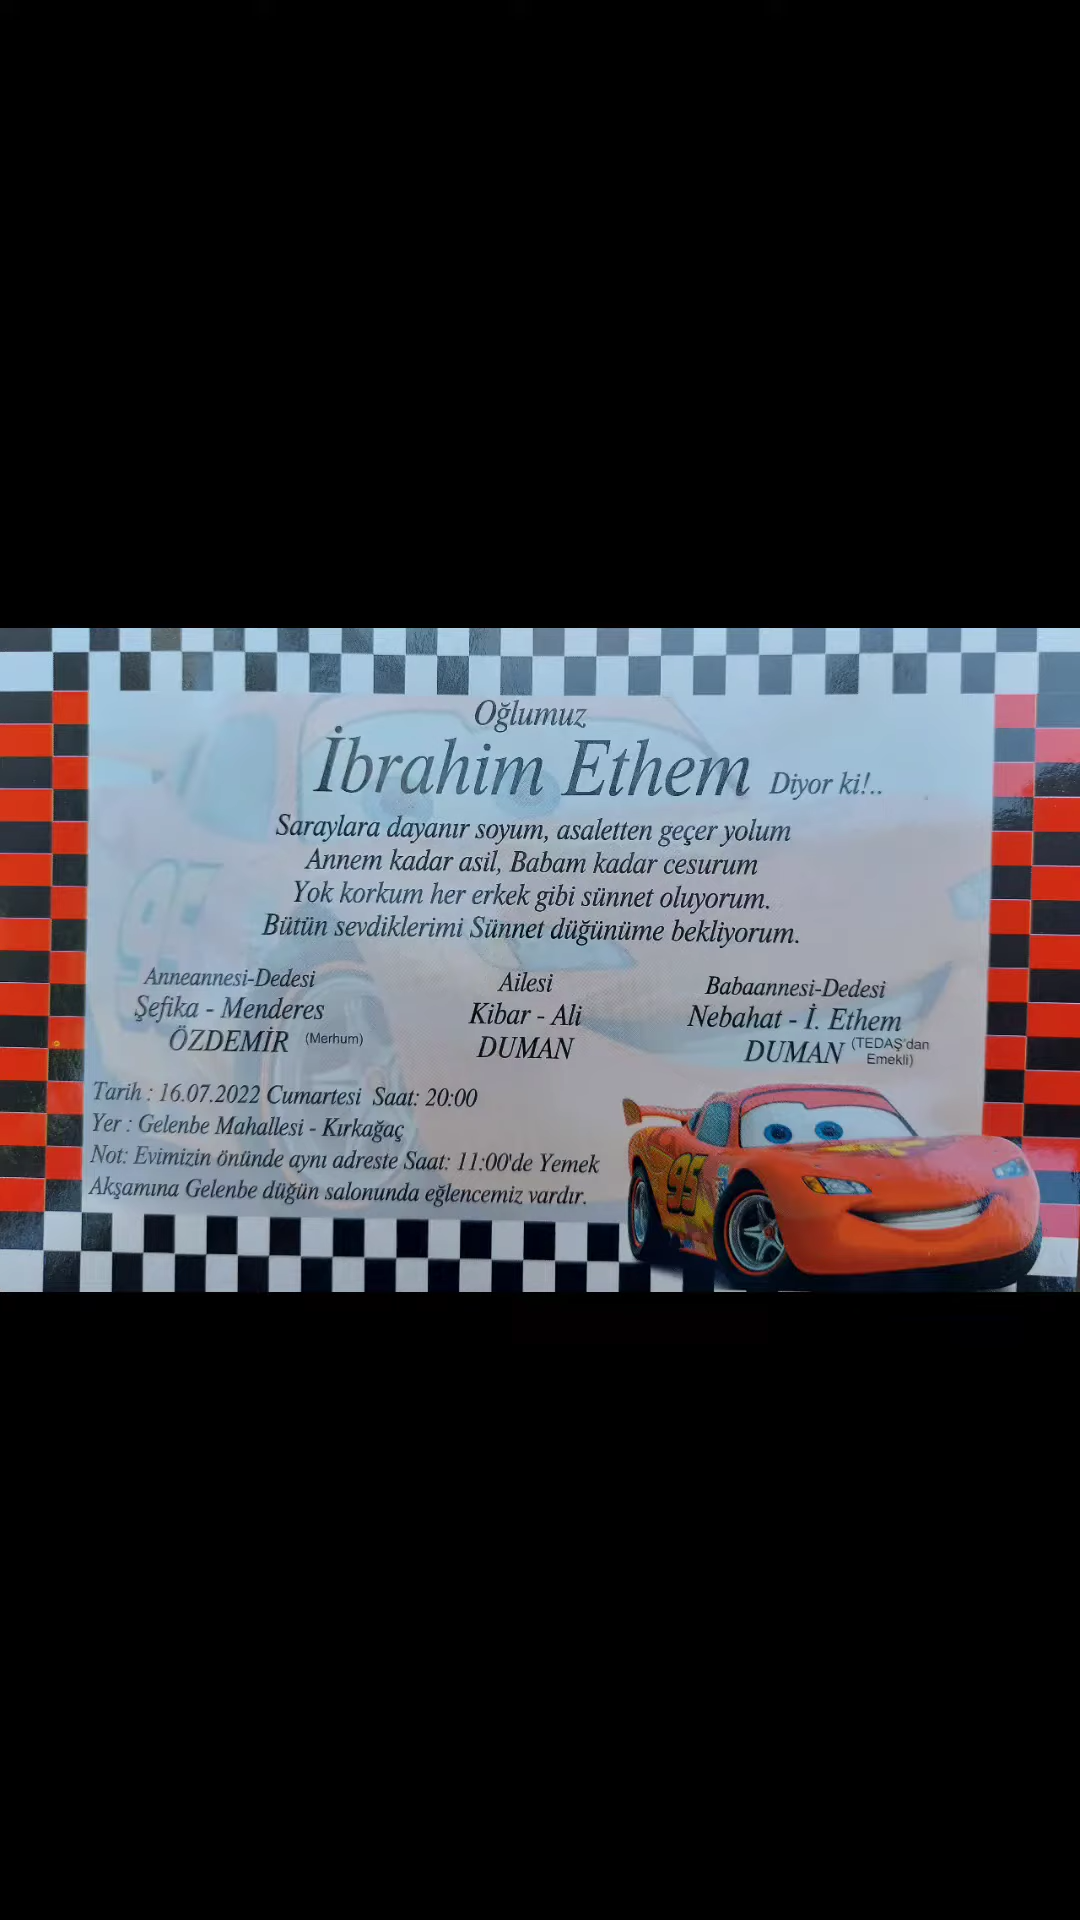 Oğlumuz
İbrahim Ethem Diyor ki!..
Saraylara dayanır soyum, asaletten geçer yolum
Annem kadar asil, Babam kadar cesurum
Yok korkum her erkek gibi sünnet oluyorum.
Bütün sevdiklerimi Sünnet düğünüme bekliyorum.
Anneannesi-Dedesi
Şefika - Menderes
ÖZDEMİR (Merhum)
Ailesi
Kibar - Ali
DUMAN
Babaannesi-Dedesi
Nebahat - İ. Ethem
DUMAN (TEDAŞ'dan
Emekli)
Tarih : 16.07.2022 Cumartesi Saat: 20:00
Yer : Gelenbe Mahallesi - Kırkağaç
Not: Evimizin önünde aynı adreste Saat: 11:00'de Yemek
Akşamına Gelenbe düğün salonunda eğlencemiz vardır.
95